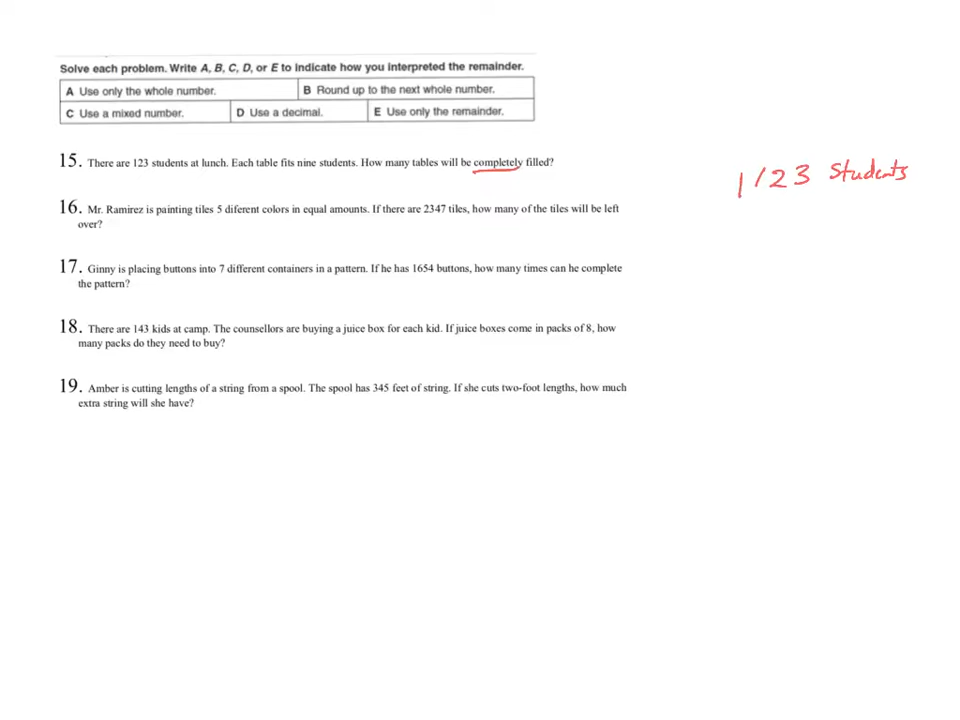 Solve each problem. Write A, B, C, D, or E to indicate how you interpreted the remainder.
A Use only the whole number. B Round up to the next whole number.
C Use a mixed number. D Use a decimal. E Use only the remainder.
15. There are 123 students at lunch. Each table fits nine students. How many tables will be completely filled?
1/23 Students
16. Mr. Ramirez is painting tiles 5 diferent colors in equal amounts. If there are 2347 tiles, how many of the tiles will be left
over?
17. Ginny is placing buttons into 7 different containers in a pattern. If he has 1654 buttons, how many times can he complete
the pattern?
18. There are 143 kids at camp. The counsellors are buying a juice box for each kid. If juice boxes come in packs of 8, how
many packs do they need to buy?
19. Amber is cutting lengths of a string from a spool. The spool has 345 feet of string. If she cuts two-foot lengths, how much
extra string will she have?